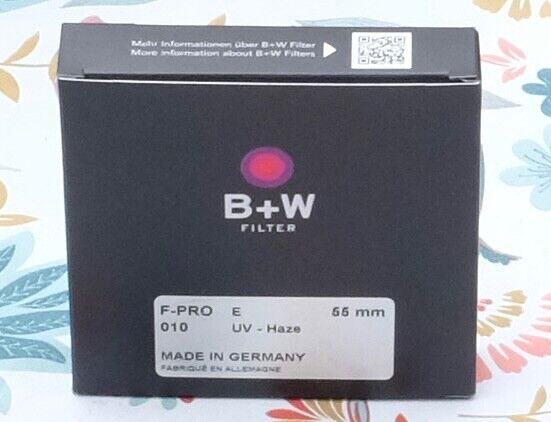 Mehr Informationen über B+W Filter
More information about B+W Filters
B+W
FILTER
F-PRO E 55 mm
010 UV - Haze
MADE IN GERMANY
FABRIQUÉ EN ALLEMAGNE